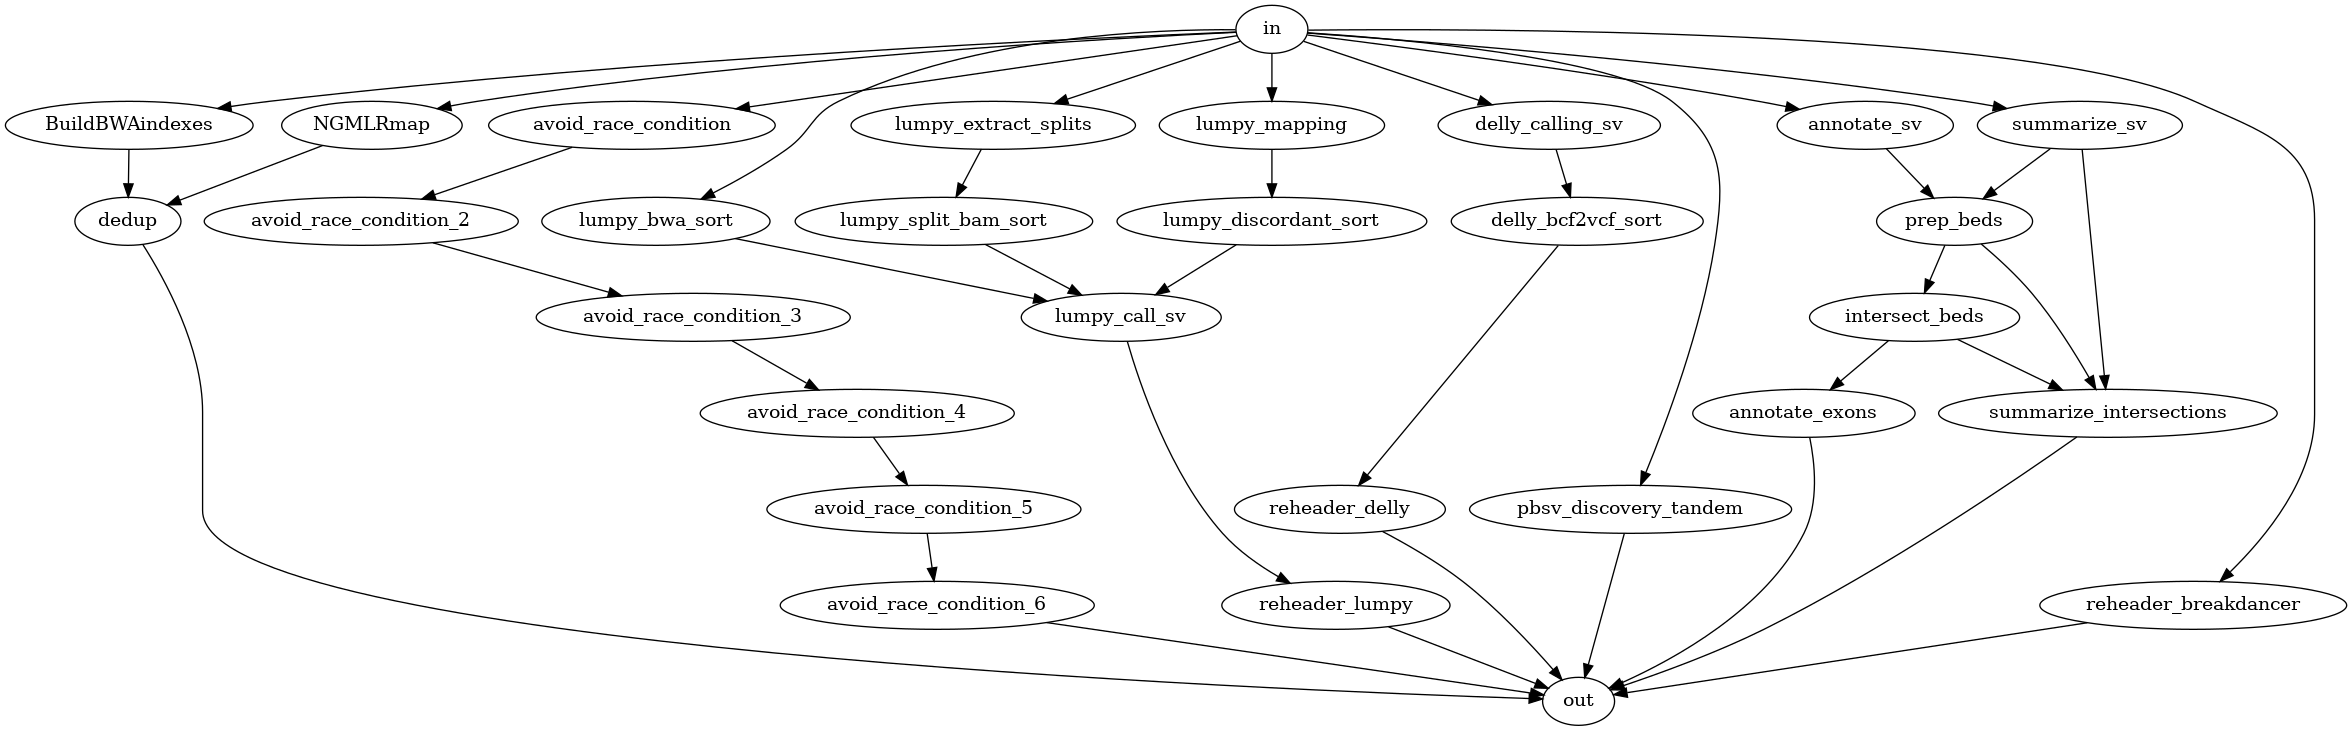 in
BuildBWAindexes
NGMLRmap
avoid_race_condition
lumpy_extract_splits
lumpy_mapping
delly_calling_sv
annotate_sv
summarize_sv
dedup
avoid_race_condition_2
lumpy_bwa_sort
lumpy_split_bam_sort
lumpy_discordant_sort
delly_bcf2vcf_sort
prep_beds
avoid_race_condition_3
lumpy_call_sv
intersect_beds
avoid_race_condition_4
annotate_exons
summarize_intersections
avoid_race_condition_5
reheader_delly
pbsv_discovery_tandem
avoid_race_condition_6
reheader_lumpy
reheader_breakdancer
out